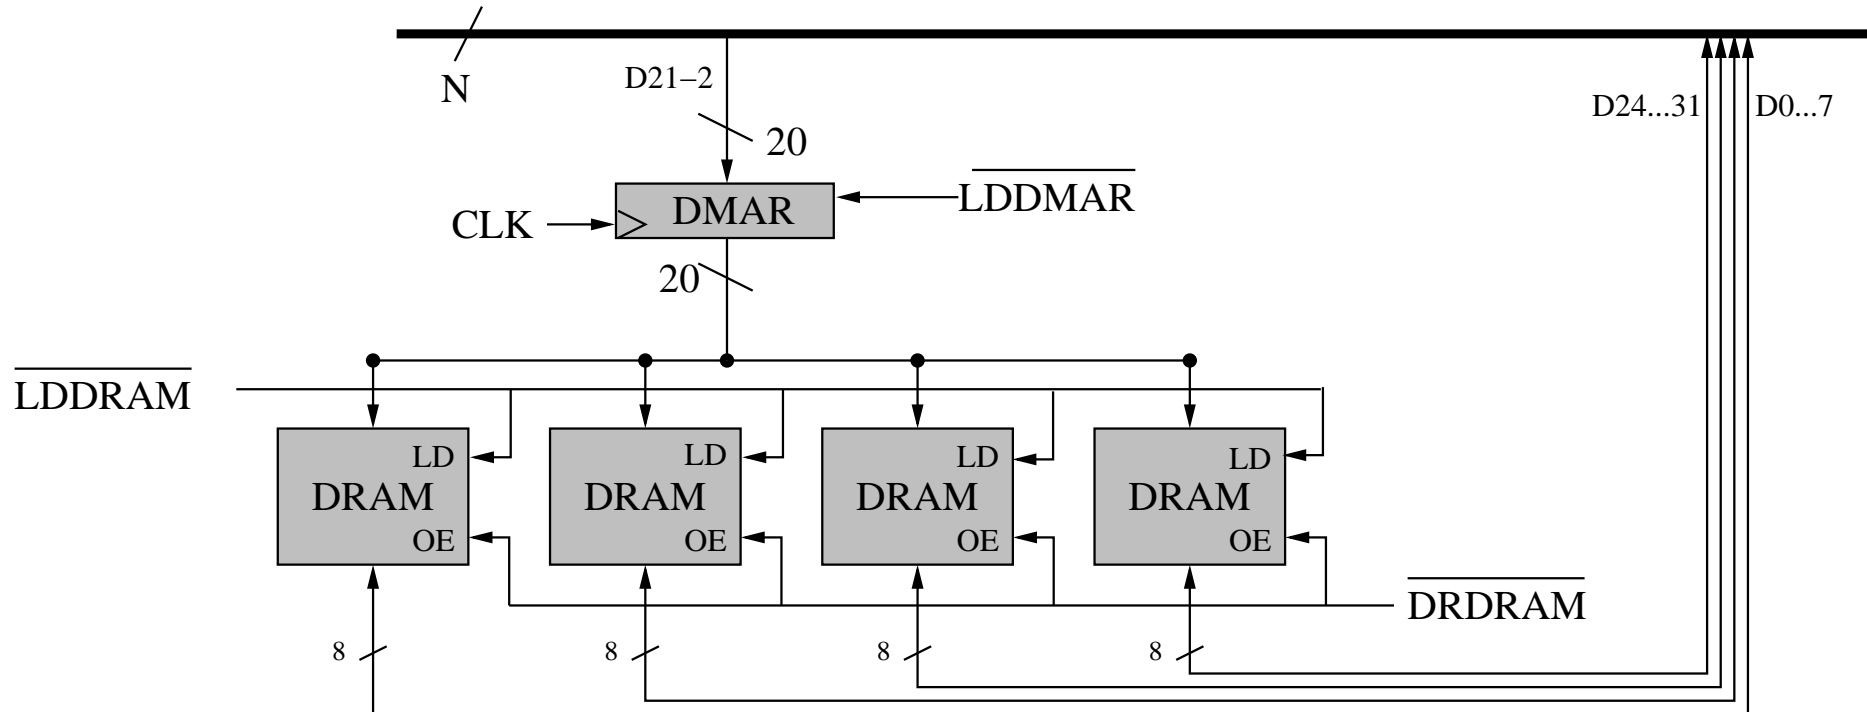 N
D21–2
20
D24...31
D0...7
CLK
DMAR
LDDMAR
20
LDDRAM
LD
DRAM
OE
LD
DRAM
OE
LD
DRAM
OE
LD
DRAM
OE
DRDRAM
8
8
8
8